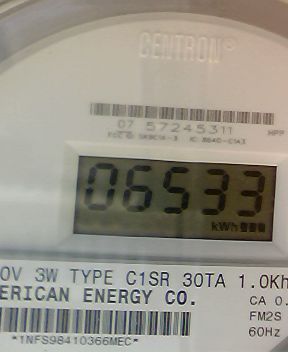 CENTRON®
07 57245311
HPP
06533
kWh
0V 3W TYPE C1SR 30TA 1.0Kh
ERICAN ENERGY CO.
CA 0.
FM2S
60Hz
*1NFS98410366MEC*